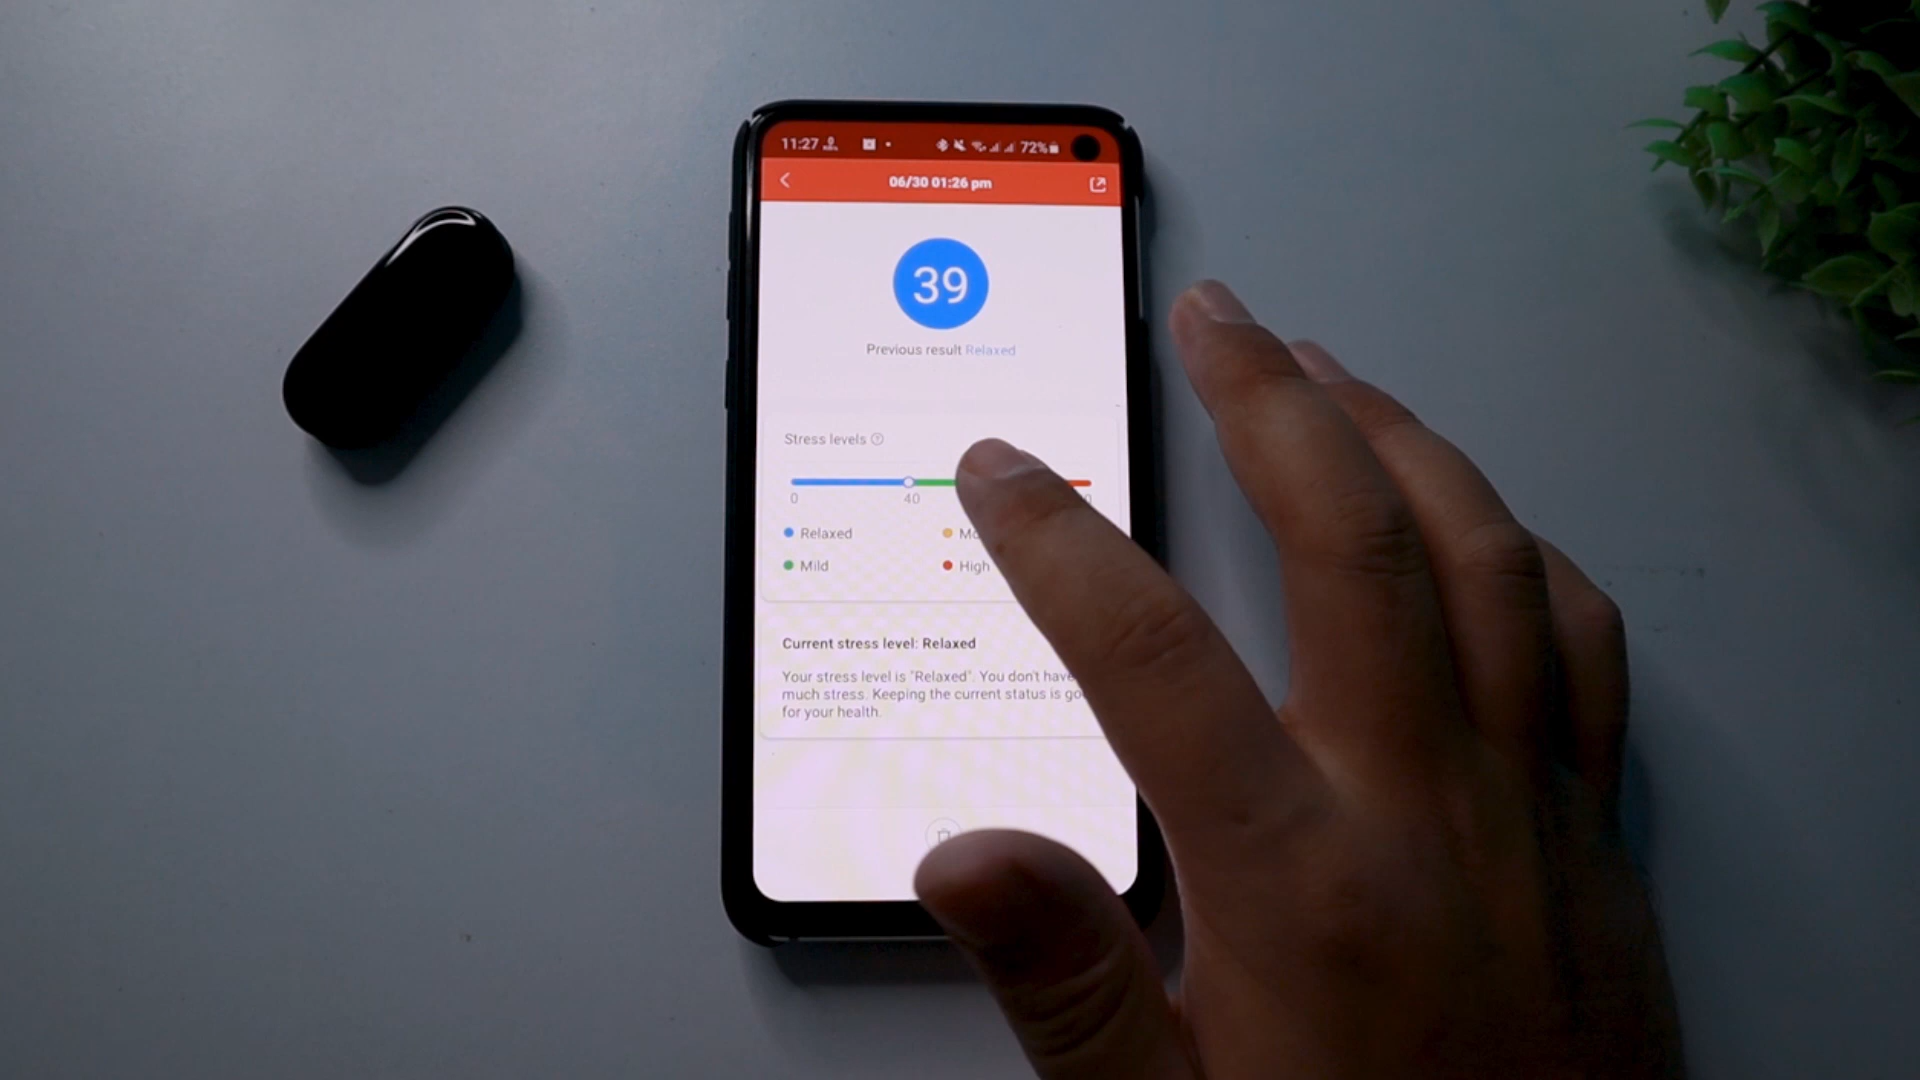 11:27 72%
06/30 01:26 pm
39
Previous result Relaxed
Stress levels
0 40
Relaxed
Mild High
Current stress level: Relaxed
Your stress level is "Relaxed". You don't have
much stress. Keeping the current status is
for your health.